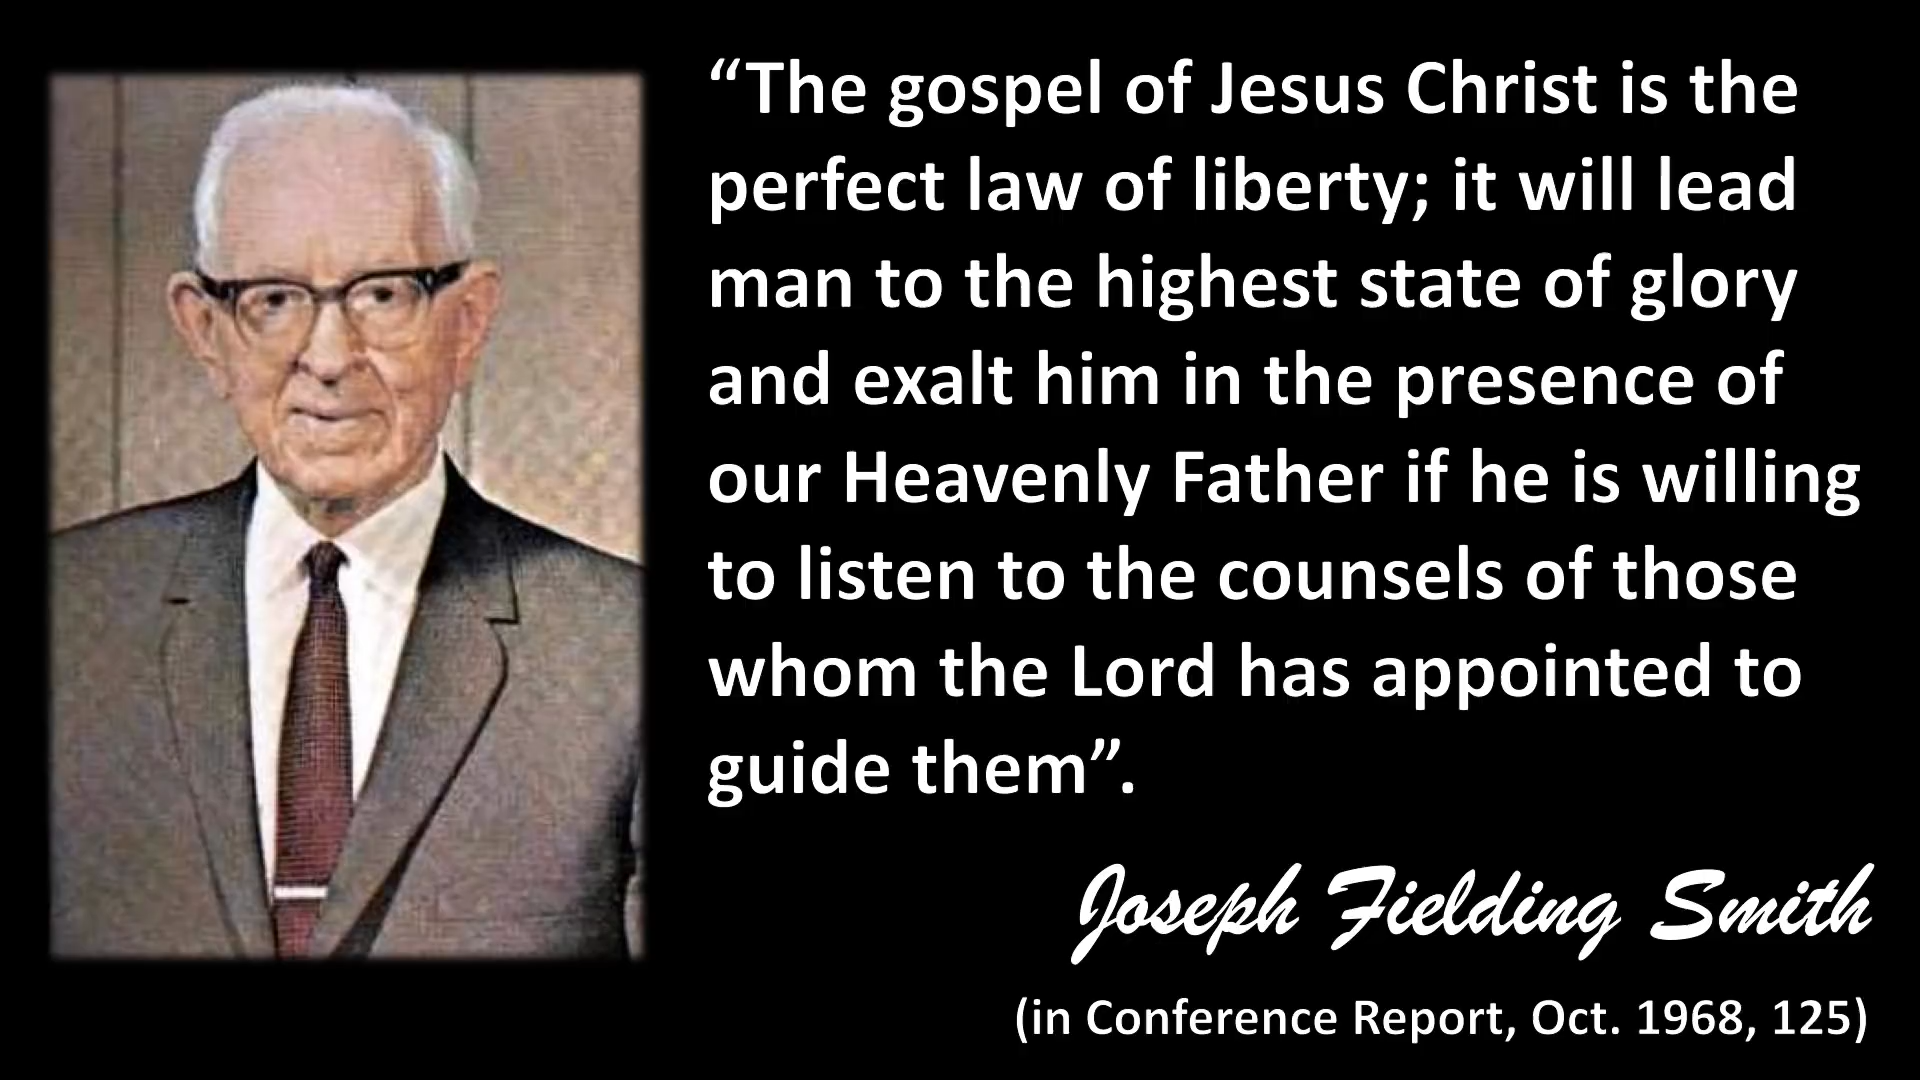 “The gospel of Jesus Christ is the
perfect law of liberty; it will lead
man to the highest state of glory
and exalt him in the presence of
our Heavenly Father if he is willing
to listen to the counsels of those
whom the Lord has appointed to
guide them”.
Joseph Fielding Smith
(in Conference Report, Oct. 1968, 125)